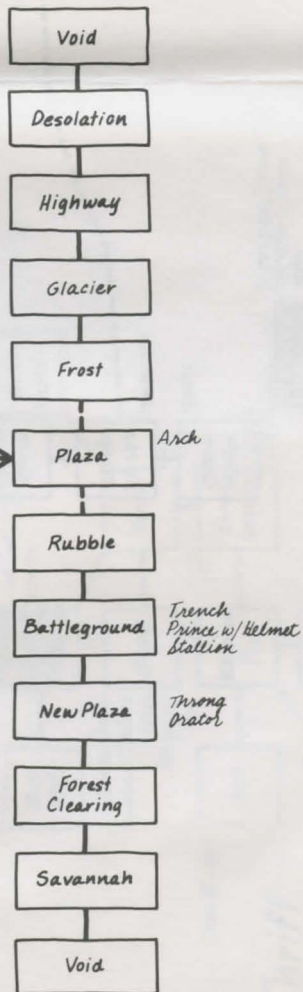 Void
Desolation
Highway
Glacier
Frost
Plaza
Arch
Rubble
Battleground
Trench
Prince w/Helmet
Stallion
New Plaza
Throng
Orator
Forest
Clearing
Savannah
Void